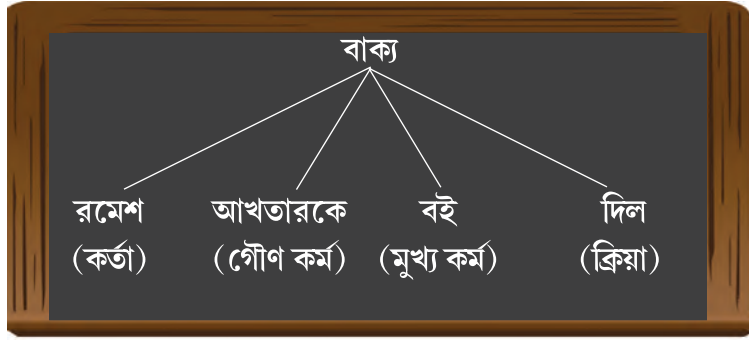 বাক্য
রমেশ আখতারকে বই দিল
(কর্তা) (গৌণ কর্ম) (মুখ্য কর্ম) (ক্রিয়া)